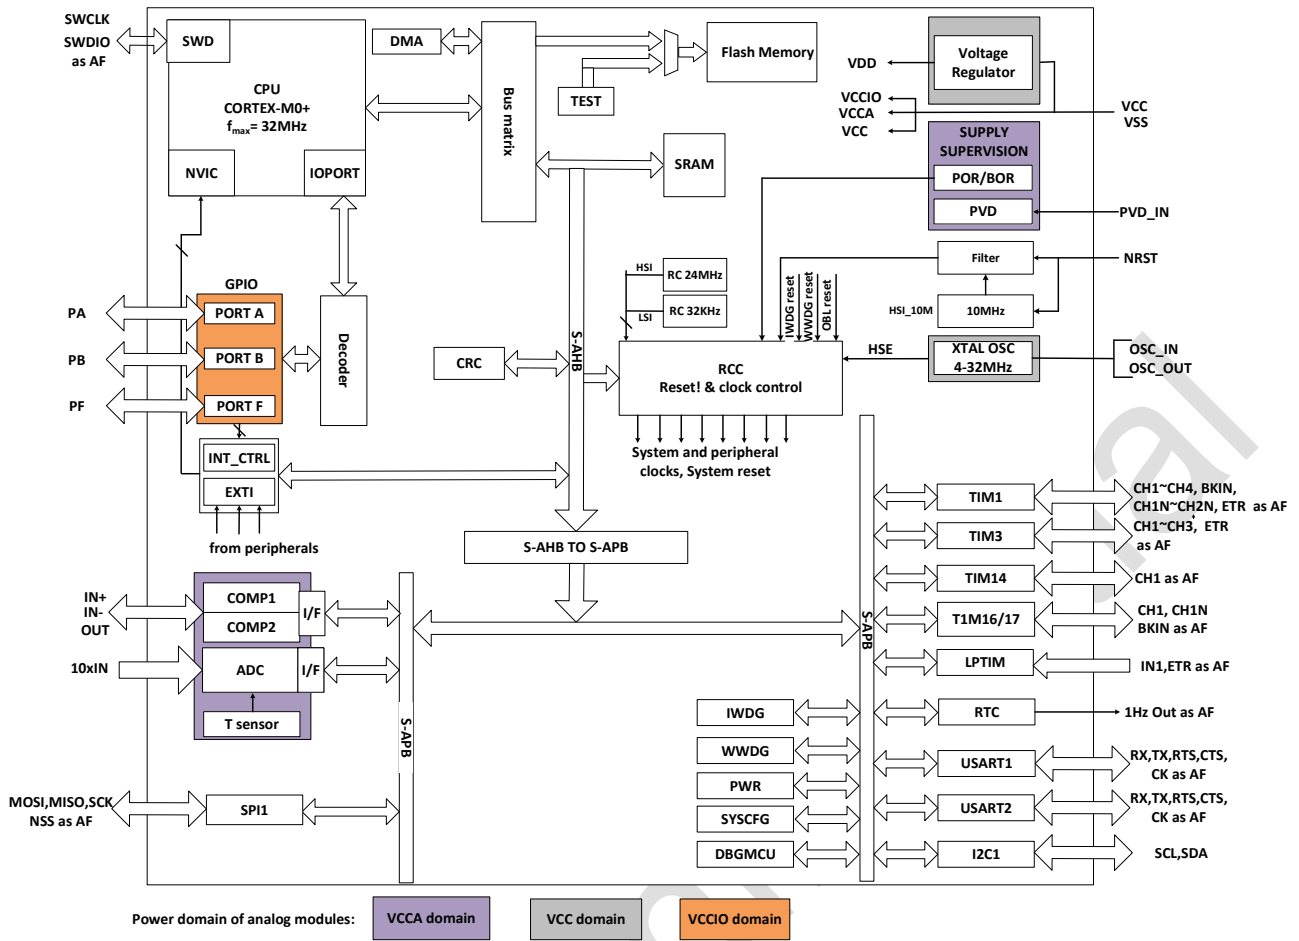 SWCLK
SWDIO
as AF
SWD
CPU
CORTEX-M0+
fmax= 32MHz
NVIC
IOPORT
DMA
Bus matrix
TEST
Flash Memory
SRAM
Voltage
Regulator
VDD
VCCIO
VCCA
VCC
VCC
VSS
SUPPLY
SUPERVISION
POR/BOR
PVD
PVD_IN
Filter
NRST
HSI_10M
10MHz
HSI
RC 24MHz
LSI
RC 32KHz
IWDG reset
WWDG reset
OBL reset
GPIO
PA
PORT A
PB
PORT B
PF
PORT F
Decoder
CRC
S-AHB
RCC
Reset! & clock control
HSE
XTAL OSC
4-32MHz
OSC_IN
OSC_OUT
System and peripheral
clocks, System reset
INT_CTRL
EXTI
from peripherals
S-AHB TO S-APB
TIM1
CH1~CH4, BKIN,
CH1N~CH2N, ETR as AF
TIM3
CH1~CH3, ETR
as AF
TIM14
CH1 as AF
T1M16/17
CH1, CH1N
BKIN as AF
LPTIM
IN1,ETR as AF
RTC
1Hz Out as AF
USART1
RX,TX,RTS,CTS,
CK as AF
USART2
RX,TX,RTS,CTS,
CK as AF
I2C1
SCL,SDA
S-APB
IN+
IN-
OUT
COMP1
COMP2
I/F
10xIN
ADC
I/F
T sensor
S-APB
MOSI,MISO,SCK
NSS as AF
SPI1
IWDG
WWDG
PWR
SYSCFG
DBGMCU
Power domain of analog modules:
VCCA domain
VCC domain
VCCIO domain